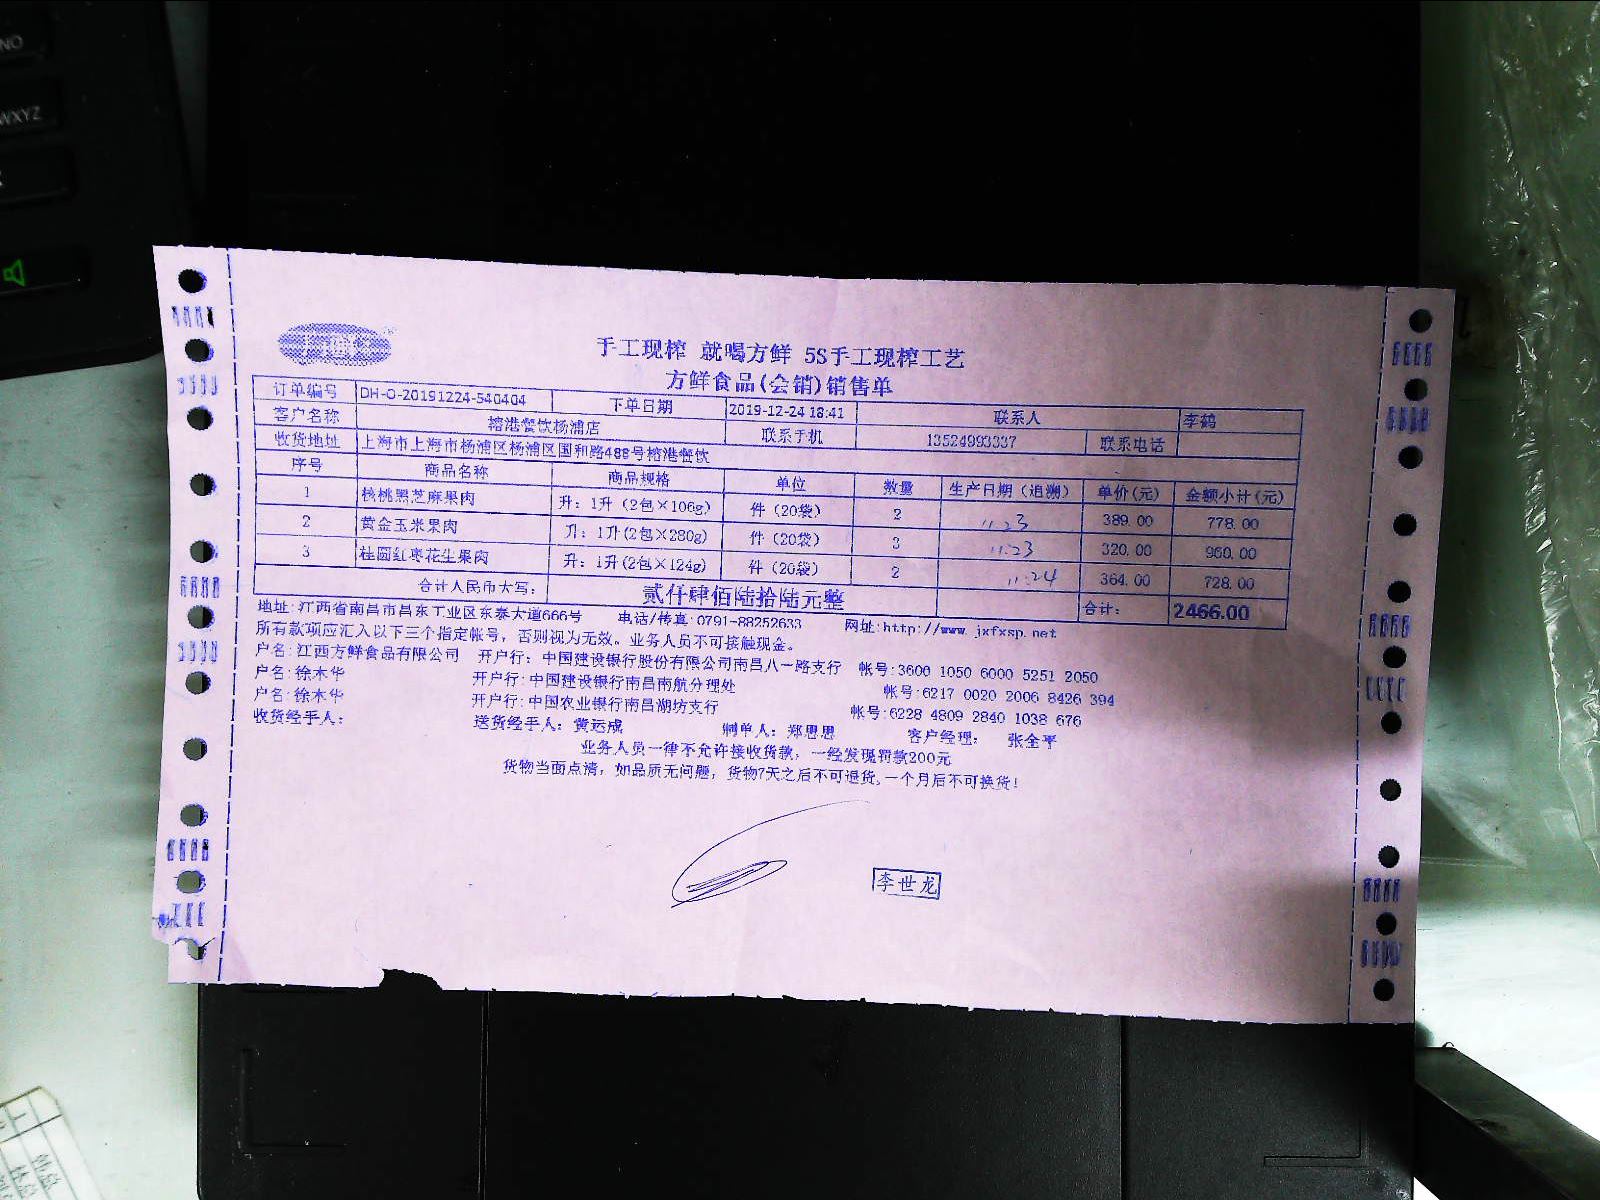 NO
WXYZ
手工现榨 就喝方鲜 5S手工现榨工艺
方鲜食品(会销)销售单
订单编号 DH-O-20191224-540404 下单日期 2019-12-24 18:41 联系人 李鹤
客户名称 榕港餐饮杨浦店 联系手机 13524993337 联系电话
收货地址 上海市上海市杨浦区杨浦区国和路488号榕港餐饮
序号 商品名称 商品规格 单位 数量 生产日期（追溯） 单价(元) 金额小计(元)
1 核桃黑芝麻果肉 升：1升（2包×106g） 件（20袋） 2 11.23 389.00 778.00
2 黄金玉米果肉 升：1升(2包×280g) 件（20袋） 3 11.23 320.00 960.00
3 桂圆红枣花生果肉 升：1升(2包×124g) 件（20袋） 2 11.24 364.00 728.00
合计人民币大写： 贰仟肆佰陆拾陆元整 合计： 2466.00
地址:江西省南昌市昌东工业区东泰大道666号 电话/传真:0791-88252633 网址:http://www.jxfxsp.net
所有款项应汇入以下三个指定帐号，否则视为无效。业务人员不可接触现金。
户名:江西方鲜食品有限公司 开户行：中国建设银行股份有限公司南昌八一路支行 帐号:3600 1050 6000 5251 2050
户名:徐木华 开户行:中国建设银行南昌南航分理处 帐号:6217 0020 2006 8426 394
户名:徐木华 开户行:中国农业银行南昌湖坊支行 帐号:6228 4809 2840 1038 676
收货经手人： 送货经手人：黄运成 制单人：郑思思 客户经理： 张全平
业务人员一律不允许接收货款，一经发现罚款200元
货物当面点清，如品质无问题，货物7天之后不可退货,一个月后不可换货！
李世龙